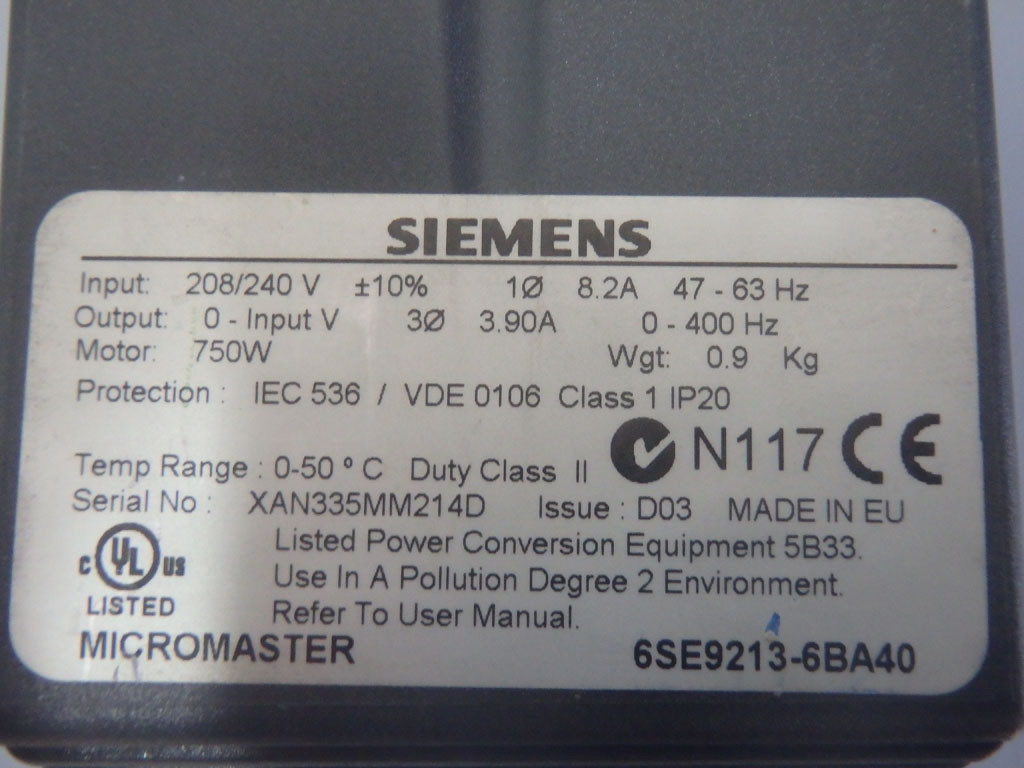 SIEMENS
Input: 208/240 V ±10% 1Ø 8.2A 47 - 63 Hz
Output: 0 - Input V 3Ø 3.90A 0 - 400 Hz
Motor: 750W Wgt: 0.9 Kg
Protection : IEC 536 / VDE 0106 Class 1 IP20
N117 CE
Temp Range : 0-50 º C Duty Class II
Serial No : XAN335MM214D Issue : D03 MADE IN EU
Listed Power Conversion Equipment 5B33.
c UL US
Use In A Pollution Degree 2 Environment.
LISTED
Refer To User Manual.
MICROMASTER 6SE9213-6BA40